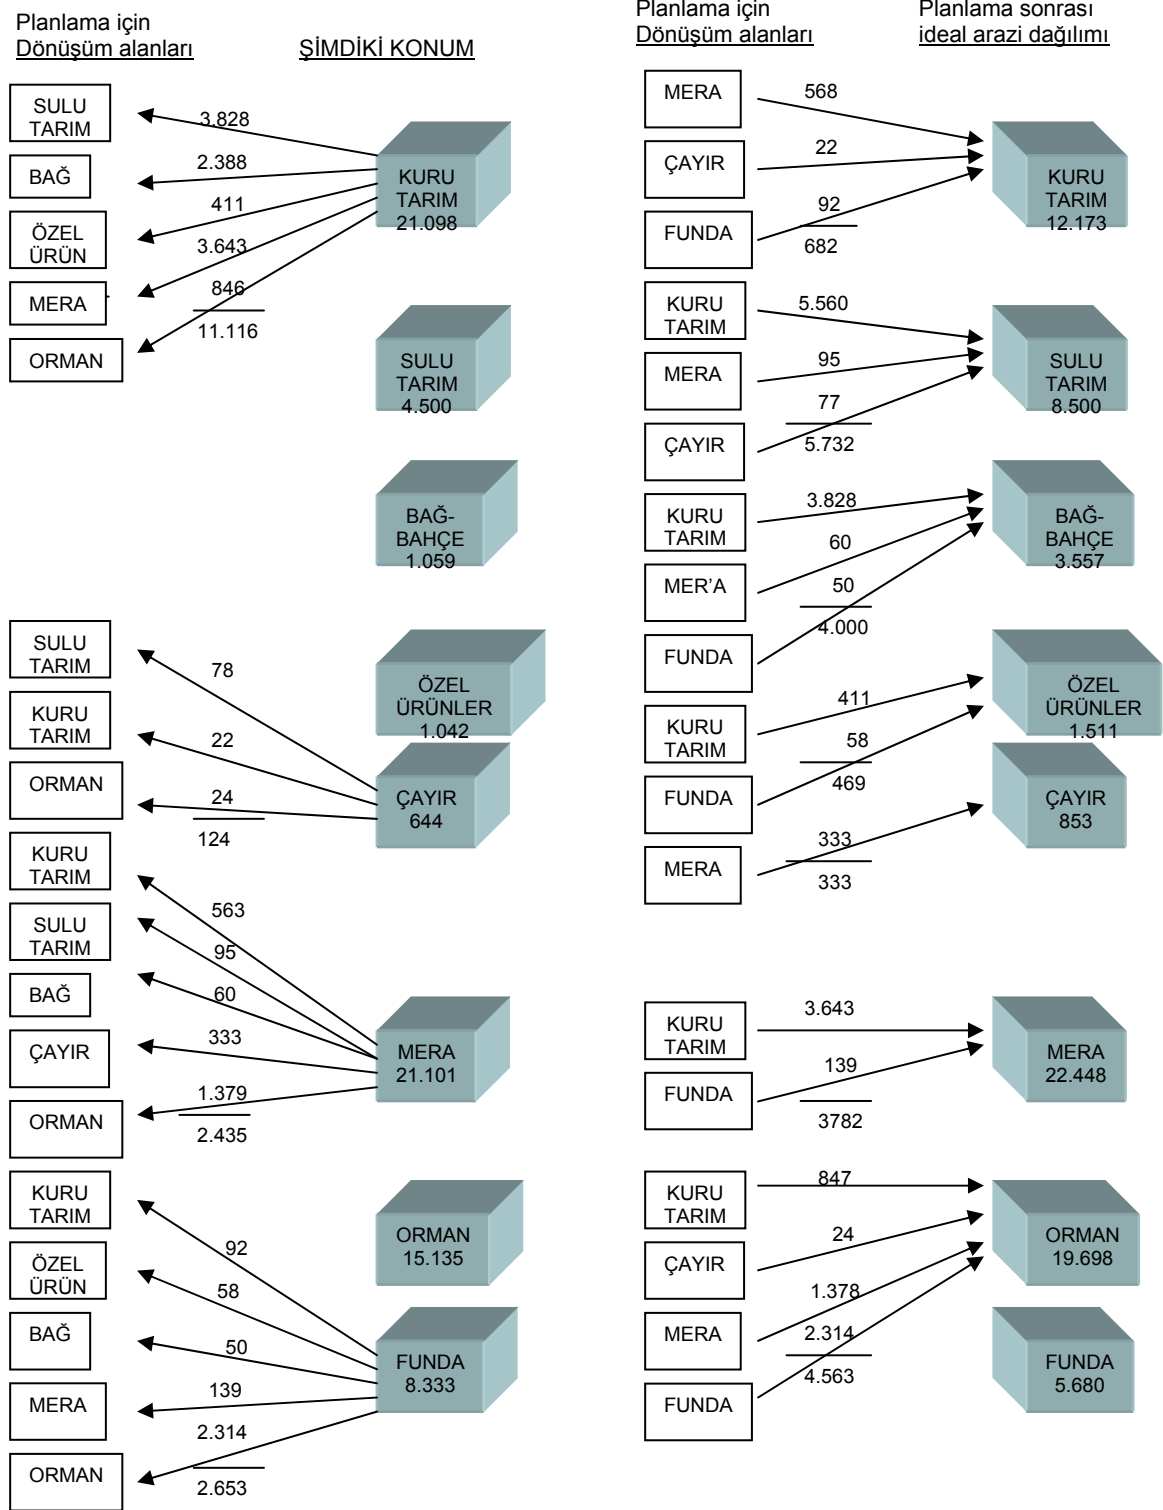 Planlama için
Dönüşüm alanları
ŞİMDİKİ KONUM
SULU
TARIM
BAĞ
ÖZEL
ÜRÜN
MERA
ORMAN
3.828
2.388
411
3.643
846
11.116
KURU
TARIM
21.098
SULU
TARIM
4.500
BAĞ-
BAHÇE
1.059
ÖZEL
ÜRÜNLER
1.042
SULU
TARIM
KURU
TARIM
ORMAN
78
22
24
124
ÇAYIR
644
KURU
TARIM
SULU
TARIM
BAĞ
ÇAYIR
ORMAN
563
95
60
333
1.379
2.435
MERA
21.101
ORMAN
15.135
KURU
TARIM
ÖZEL
ÜRÜN
BAĞ
MERA
ORMAN
92
58
50
139
2.314
2.653
FUNDA
8.333
Planlama için
Dönüşüm alanları
Planlama sonrası
ideal arazi dağılımı
MERA
ÇAYIR
FUNDA
568
22
92
682
KURU
TARIM
12.173
KURU
TARIM
MERA
ÇAYIR
5.560
95
77
5.732
SULU
TARIM
8.500
KURU
TARIM
MER'A
FUNDA
3.828
60
50
4.000
BAĞ-
BAHÇE
3.557
KURU
TARIM
FUNDA
411
58
469
ÖZEL
ÜRÜNLER
1.511
MERA
333
333
ÇAYIR
853
KURU
TARIM
FUNDA
3.643
139
3782
MERA
22.448
KURU
TARIM
ÇAYIR
MERA
FUNDA
847
24
1.378
2.314
4.563
ORMAN
19.698
FUNDA
5.680